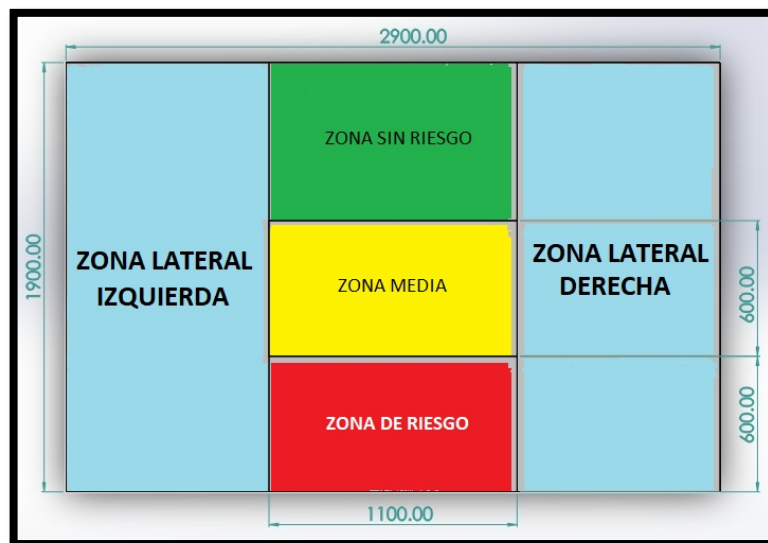 2900.00
ZONA SIN RIESGO
1900.00
ZONA LATERAL
IZQUIERDA
ZONA MEDIA
ZONA LATERAL
DERECHA
600.00
ZONA DE RIESGO
600.00
1100.00